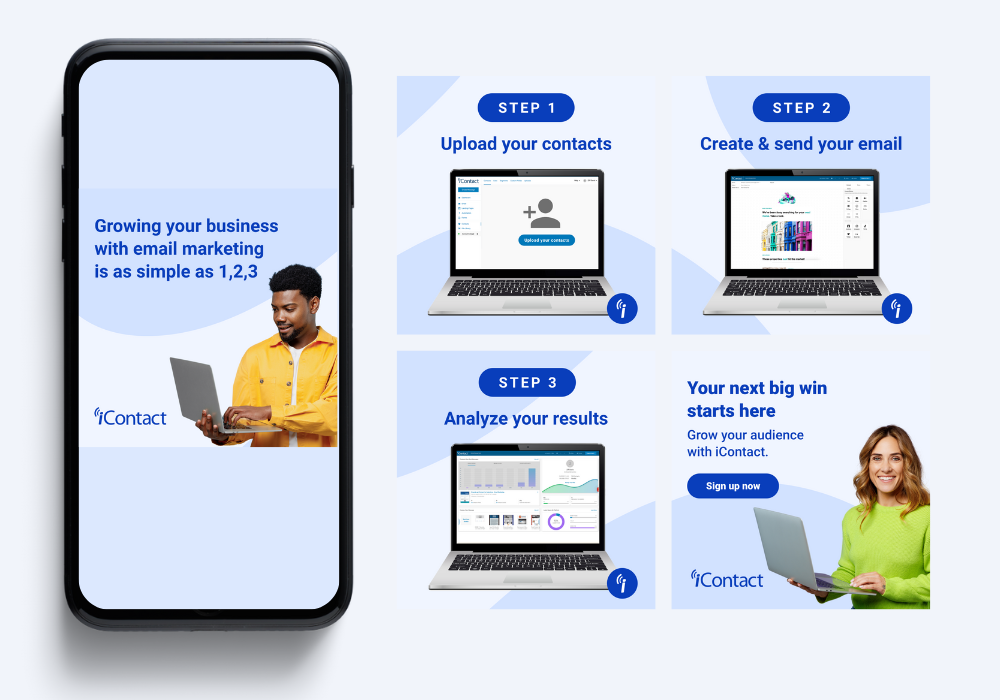 Growing your business
with email marketing
is as simple as 1,2,3
iContact
STEP 1
Upload your contacts
iContact
Upload your contacts
i
STEP 2
Create & send your email
i
STEP 3
Analyze your results
i
Your next big win
starts here
Grow your audience
with iContact.
Sign up now
iContact